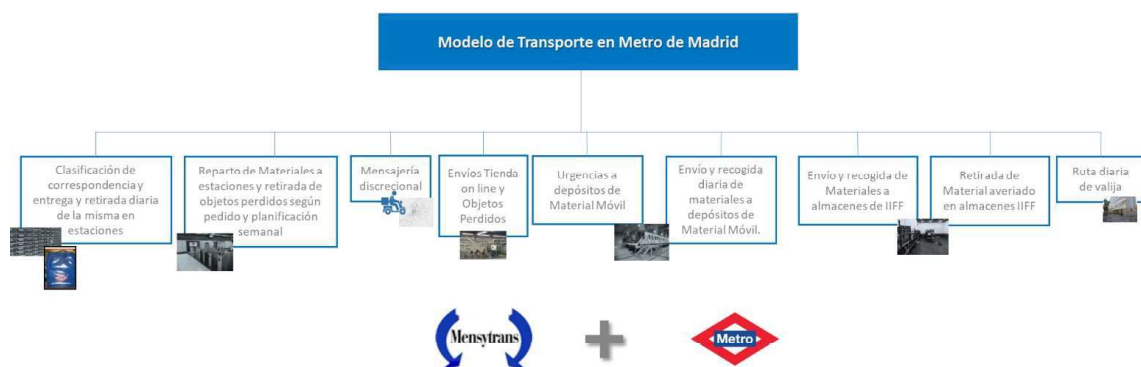 Modelo de Transporte en Metro de Madrid
Clasificación de
correspondencia y
entrega y retirada diaria
de la misma en
estaciones
Reparto de Materiales a
estaciones y retirada de
objetos perdidos según
pedido y planificación
semanal
Mensajería
discrecional
Envíos Tienda
on line y
Objetos
Perdidos
Urgencias a
depósitos de
Material Móvil
Envío y recogida
diaria de
materiales a
depósitos de
Material Móvil.
Envío y recogida de
Materiales a
almacenes de IIFF
Retirada de
Material averiado
en almacenes IIFF
Ruta diaria
de valija
Mensytrans
Metro